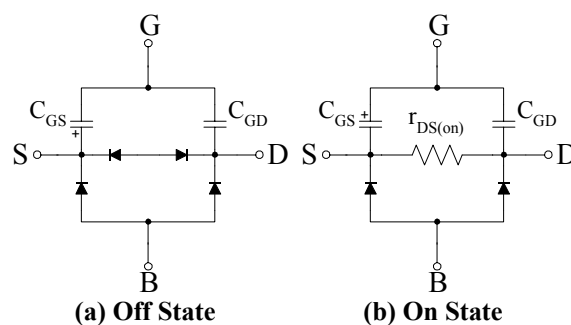 G
C_GS
+
C_GD
S
D
B
(a) Off State
G
C_GS
+
r_DS(on)
C_GD
S
D
B
(b) On State